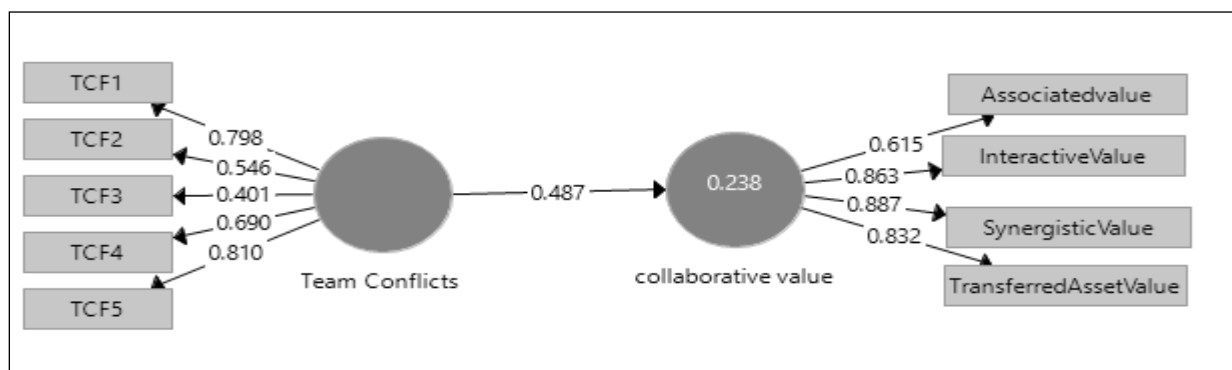 TCF1
TCF2
TCF3
TCF4
TCF5
0.798
0.546
0.401
0.690
0.810
Team Conflicts
0.487
0.238
collaborative value
0.615
0.863
0.887
0.832
Associatedvalue
InteractiveValue
SynergisticValue
TransferredAssetValue